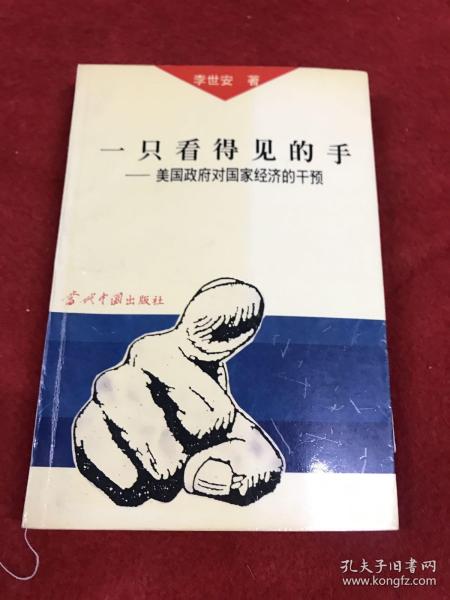 李世安 著
一只看得见的手
——美国政府对国家经济的干预
当代中国出版社
孔夫子旧书网
www.kongfz.com